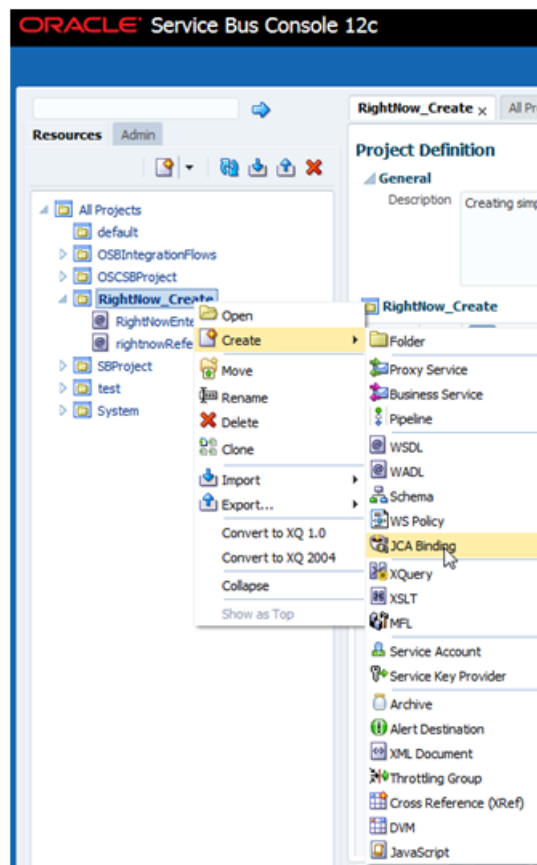 ORACLE Service Bus Console 12c
RightNow_Create x All Pr
Resources Admin
Project Definition
General
Description Creating simp
All Projects
default
OSBIntegrationFlows
OSCSBProject
RightNow_Create
RightNowEnte
rightnowRefe
SBProject
test
System
RightNow_Create
Open
Create
Move
Rename
Delete
Clone
Import
Export...
Convert to XQ 1.0
Convert to XQ 2004
Collapse
Show as Top
Folder
Proxy Service
Business Service
Pipeline
WSDL
WADL
Schema
WS Policy
JCA Binding
XQuery
XSLT
MFL
Service Account
Service Key Provider
Archive
Alert Destination
XML Document
Throttling Group
Cross Reference (XRef)
DVM
JavaScript